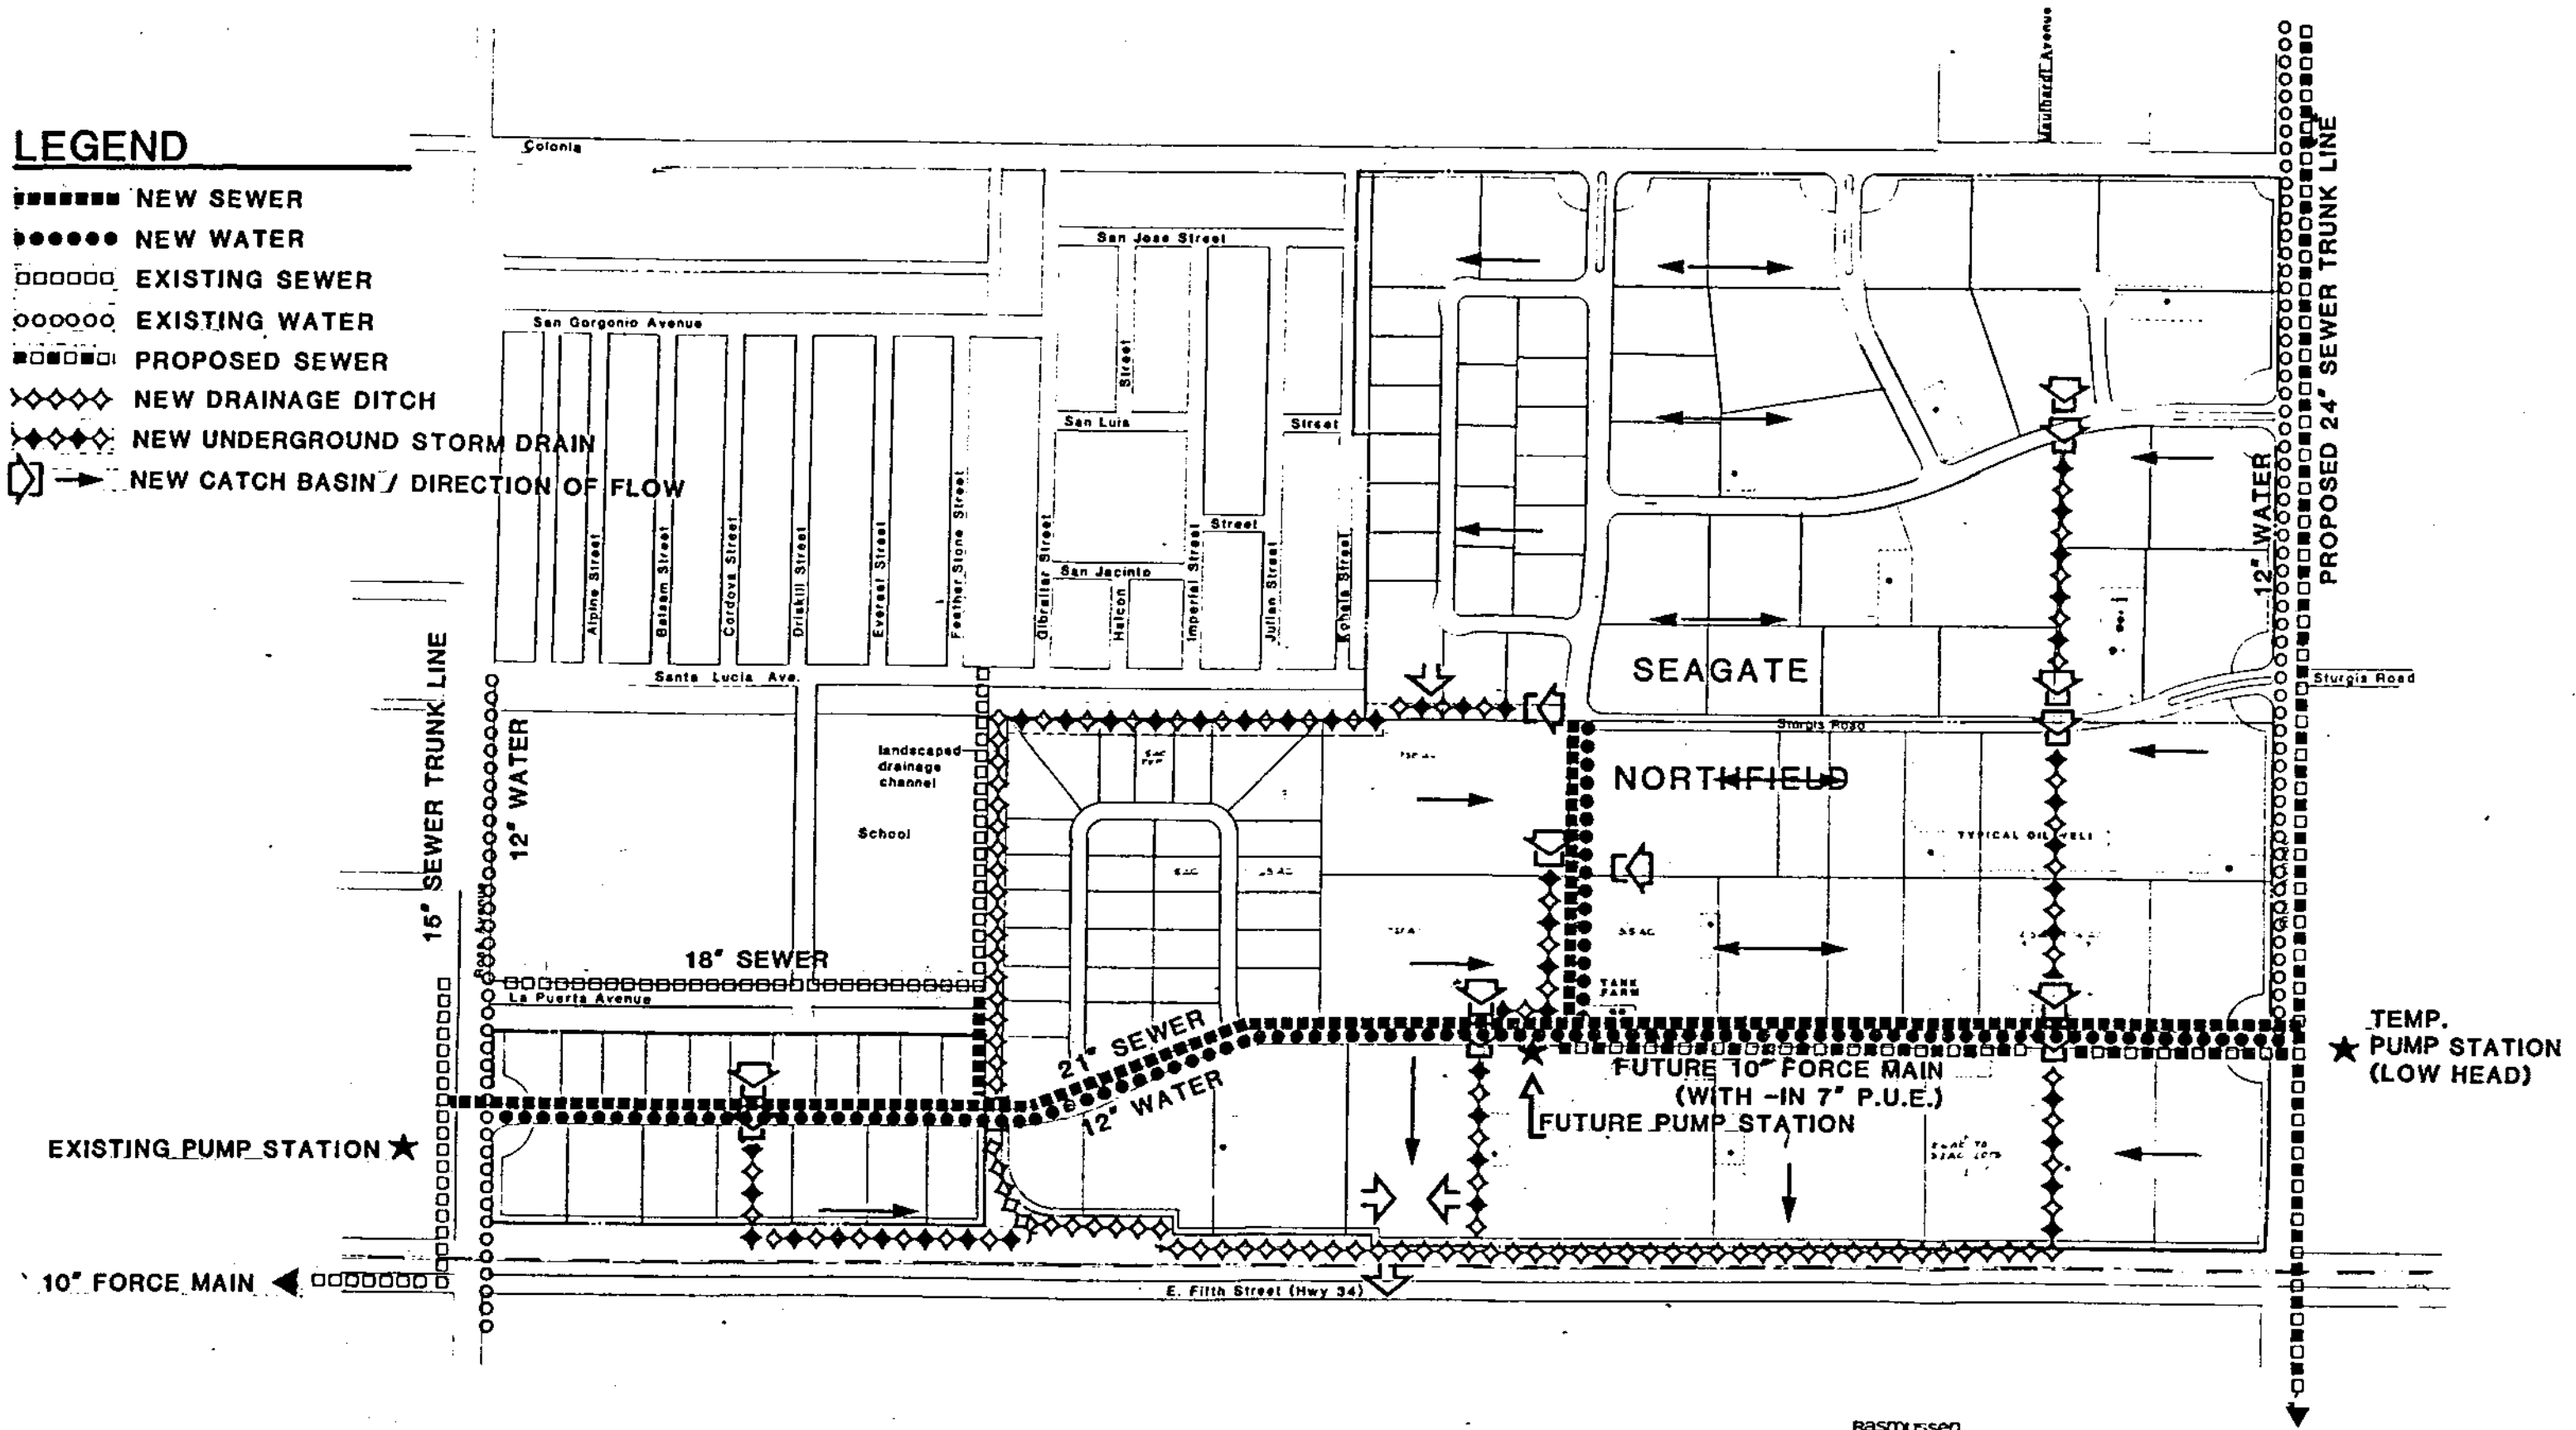 LEGEND
NEW SEWER
NEW WATER
EXISTING SEWER
EXISTING WATER
PROPOSED SEWER
NEW DRAINAGE DITCH
NEW UNDERGROUND STORM DRAIN
NEW CATCH BASIN / DIRECTION OF FLOW
Colonia
San Jose Street
San Gorgonio Avenue
Street
San Luis
Street
Street
San Jacinto
Alpine Street
Balsam Street
Cordova Street
Driskill Street
Everest Street
Feather Stone Street
Gibraltar Street
Halcon
Imperial Street
Julian Street
Kohala Street
Santa Lucia Ave.
PROPOSED 24" SEWER TRUNK LINE
12" WATER
Sturgis Road
SEAGATE
Sturgis Road
NORTHFIELD
15" SEWER TRUNK LINE
12" WATER
landscaped
drainage
channel
School
TYPICAL OIL WELL
18" SEWER
La Puerta Avenue
.5 AC
TANK
FARM
21" SEWER
12" WATER
TEMP.
PUMP STATION
(LOW HEAD)
FUTURE 10" FORCE MAIN
(WITH -IN 7" P.U.E.)
FUTURE PUMP STATION
EXISTING PUMP STATION
10" FORCE MAIN
E. Fifth Street (Hwy 34)
Rasmussen